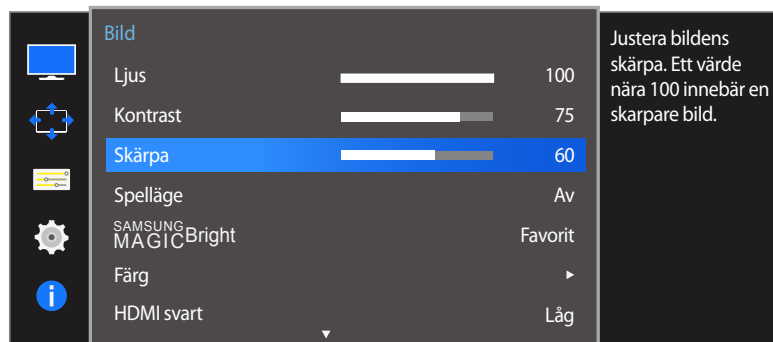 Bild
Ljus 100
Kontrast 75
Skärpa 60
Spelläge Av
SAMSUNG
MAGICBright Favorit
Färg
HDMI svart Låg
Justera bildens
skärpa. Ett värde
nära 100 innebär en
skarpare bild.